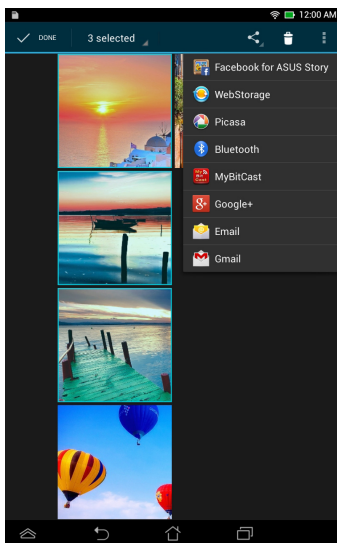 12:00 AM
DONE
3 selected
Facebook for ASUS Story
WebStorage
Picasa
Bluetooth
MyBitCast
Google+
Email
Gmail